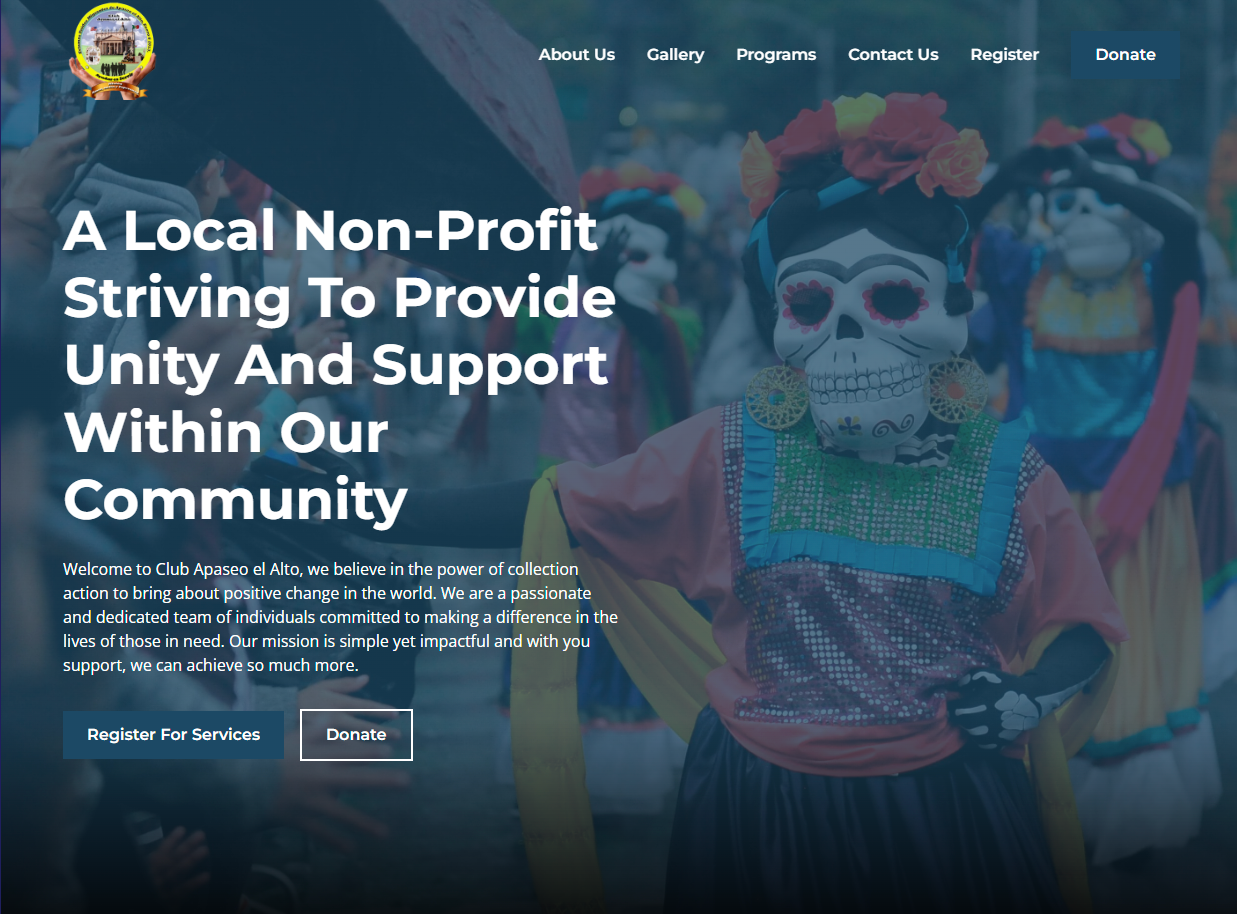 About Us
Gallery
Programs
Contact Us
Register
Donate
A Local Non-Profit
Striving To Provide
Unity And Support
Within Our
Community
Welcome to Club Apaseo el Alto, we believe in the power of collection
action to bring about positive change in the world. We are a passionate
and dedicated team of individuals committed to making a difference in the
lives of those in need. Our mission is simple yet impactful and with you
support, we can achieve so much more.
Register For Services
Donate